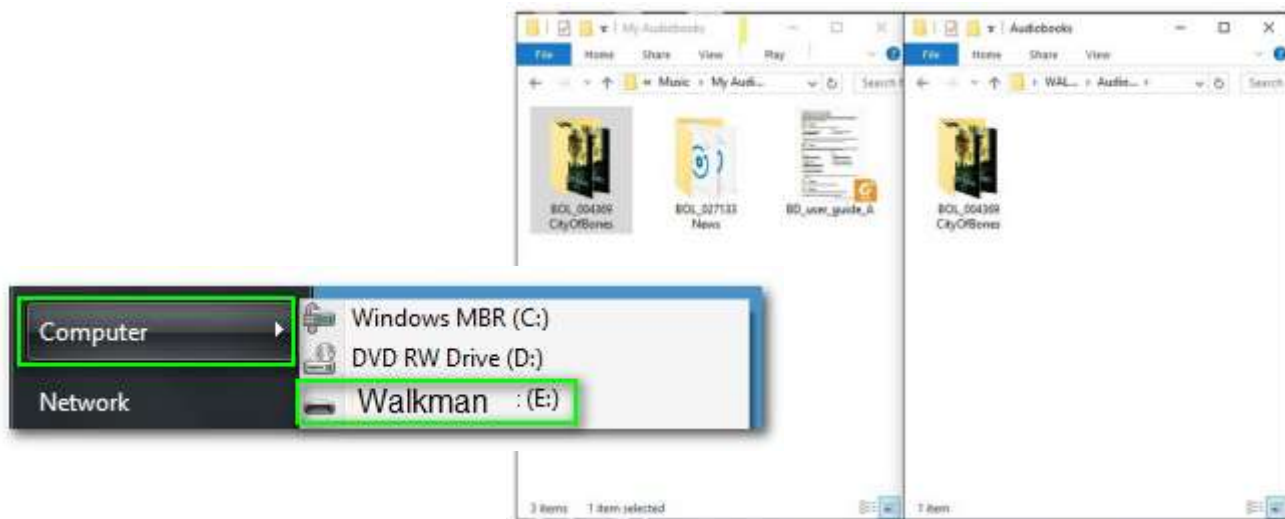 My Audiobooks
File Home Share View Play
« Music › My Audi...
BOL_004369
CityOfBones
BOL_027133
News
BD_user_guide_A
3 items 1 item selected
Audiobooks
File Home Share View
› WAL... › Audio... ›
Search
BOL_004369
CityOfBones
1 item
Computer
Network
Windows MBR (C:)
DVD RW Drive (D:)
Walkman : (E:)